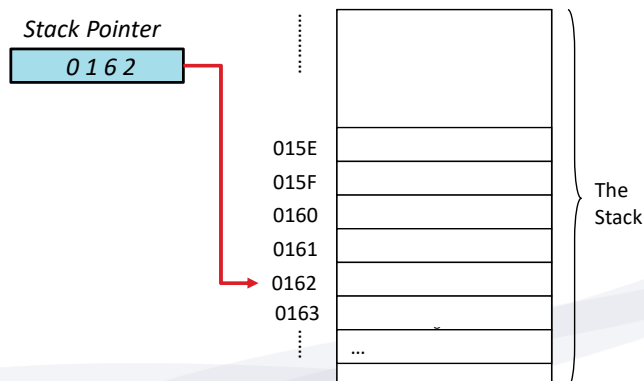 Stack Pointer
0 1 6 2
015E
015F
0160
0161
0162
0163
...
The
Stack